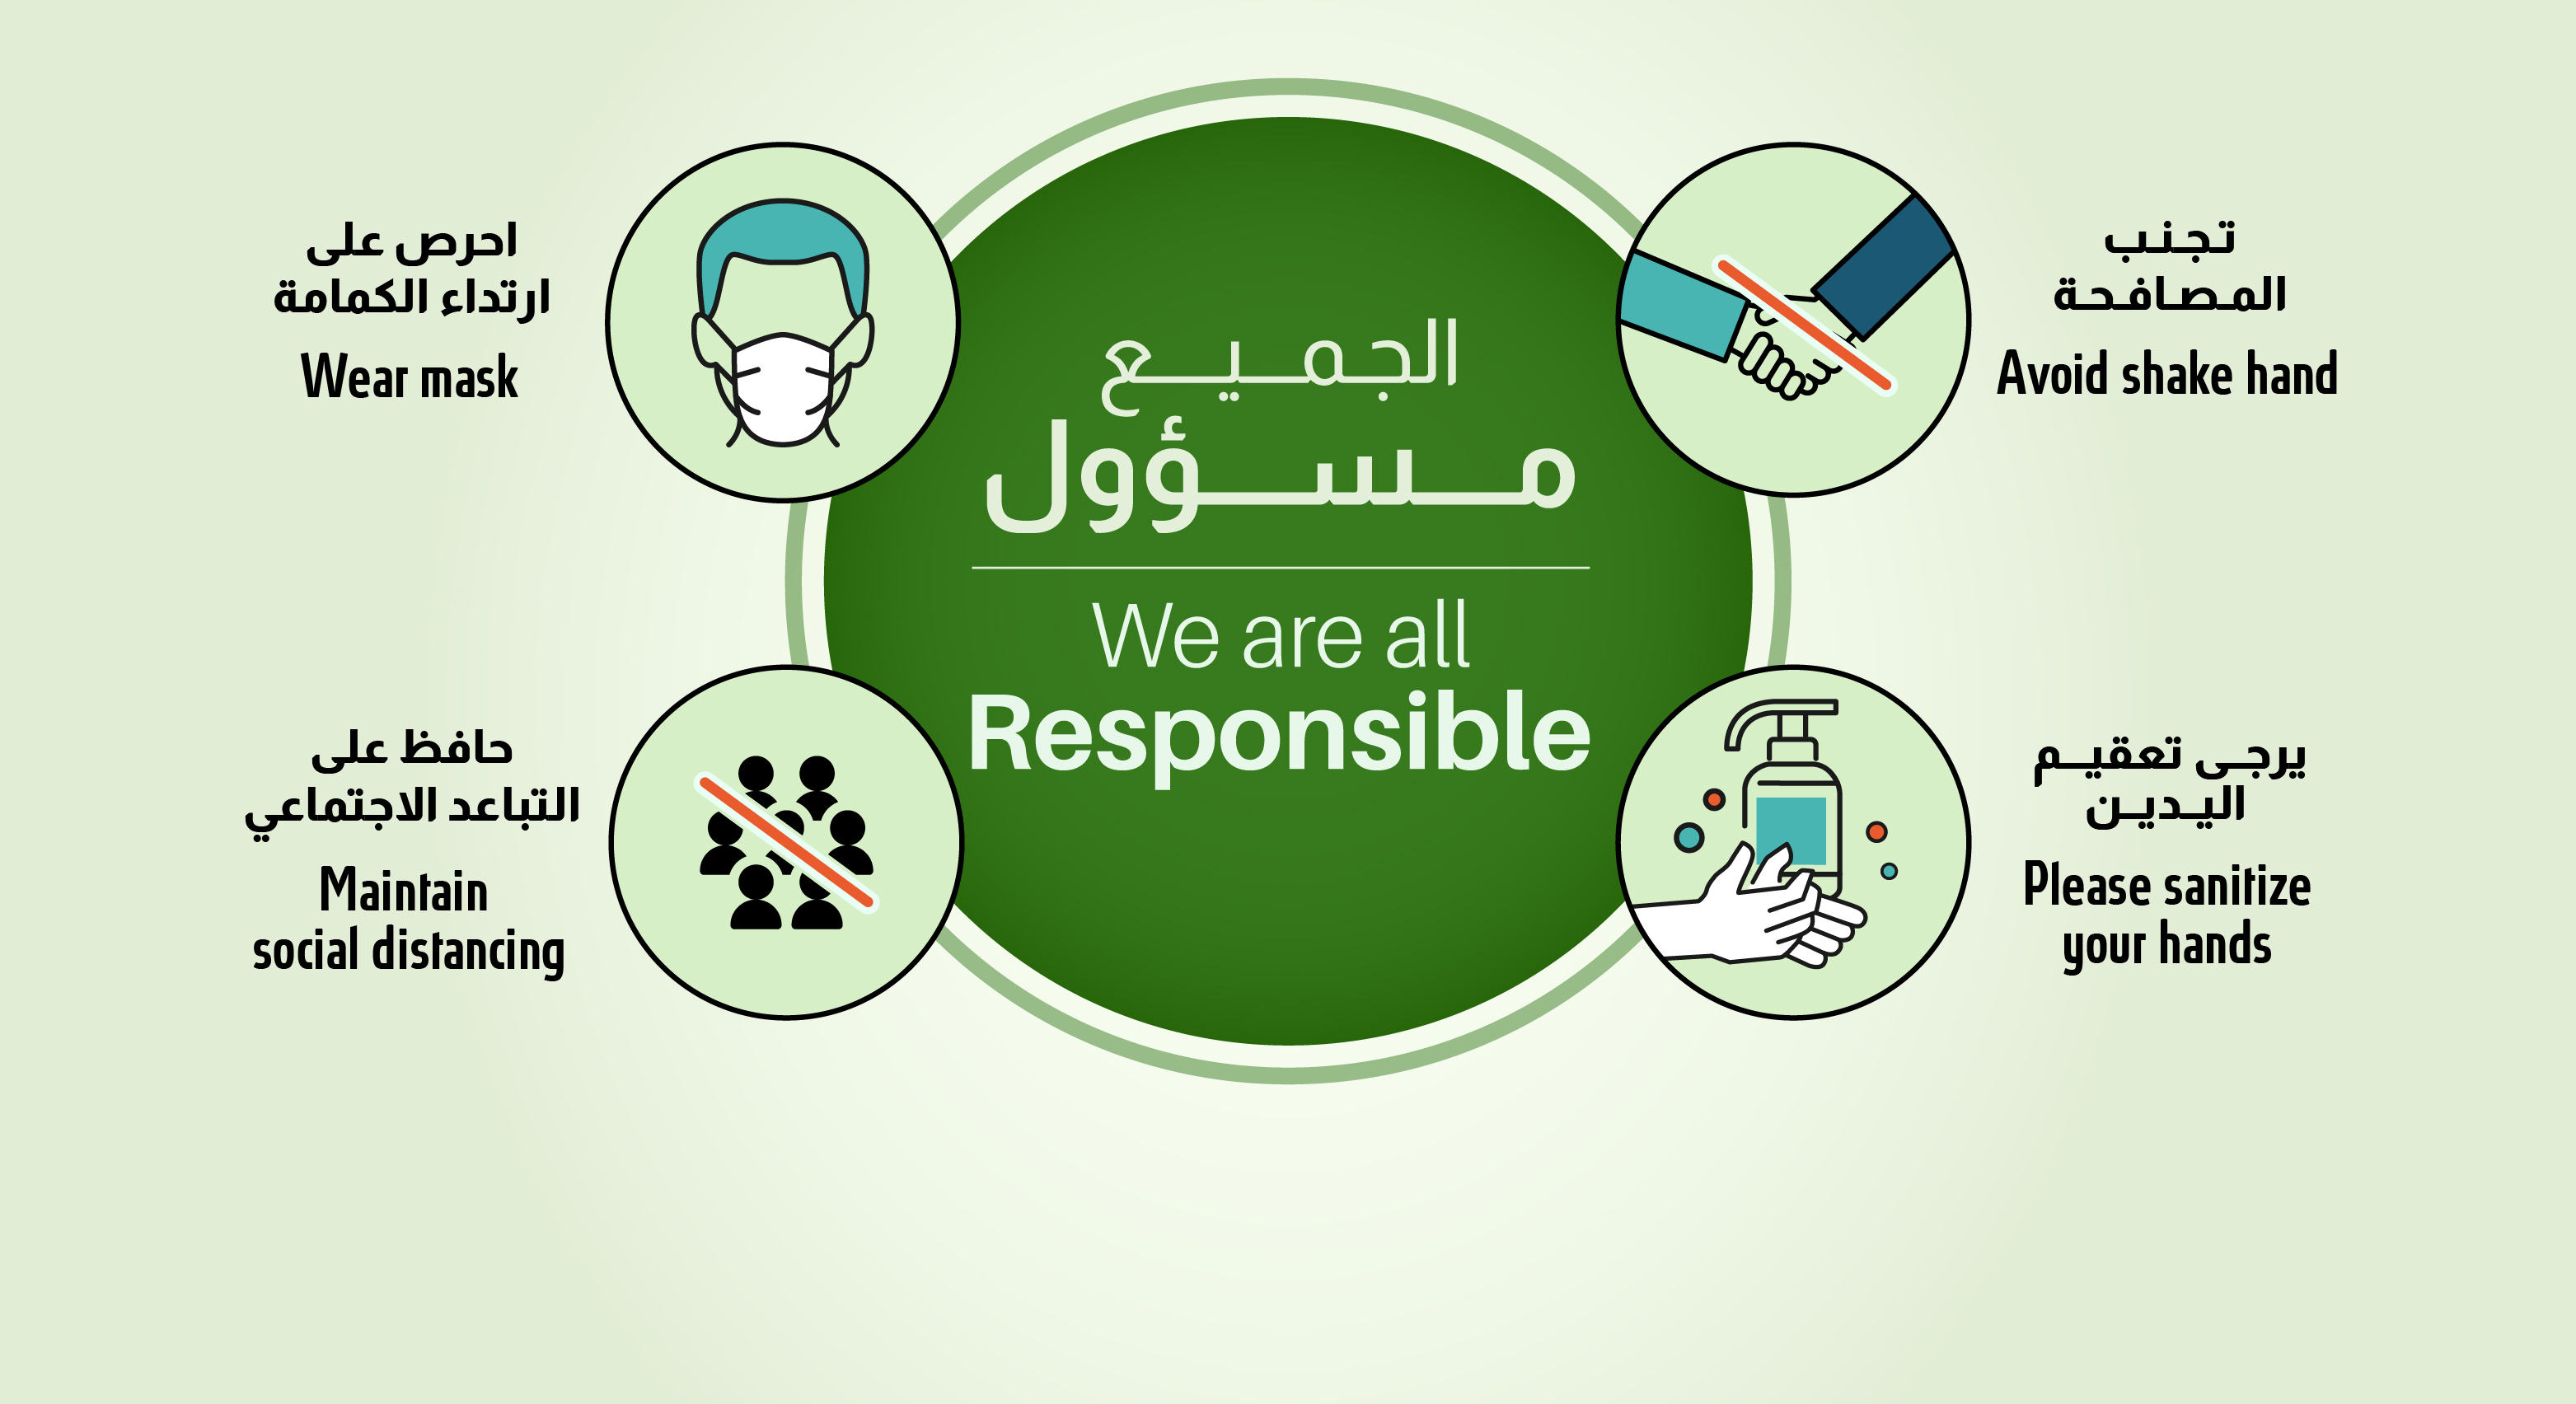 الجميع
مسؤول
We are all
Responsible
احرص على
ارتداء الكمامة
Wear mask
تجنب
المصافحة
Avoid shake hand
حافظ على
التباعد الاجتماعي
Maintain
social distancing
يرجى تعقيم
اليدين
Please sanitize
your hands